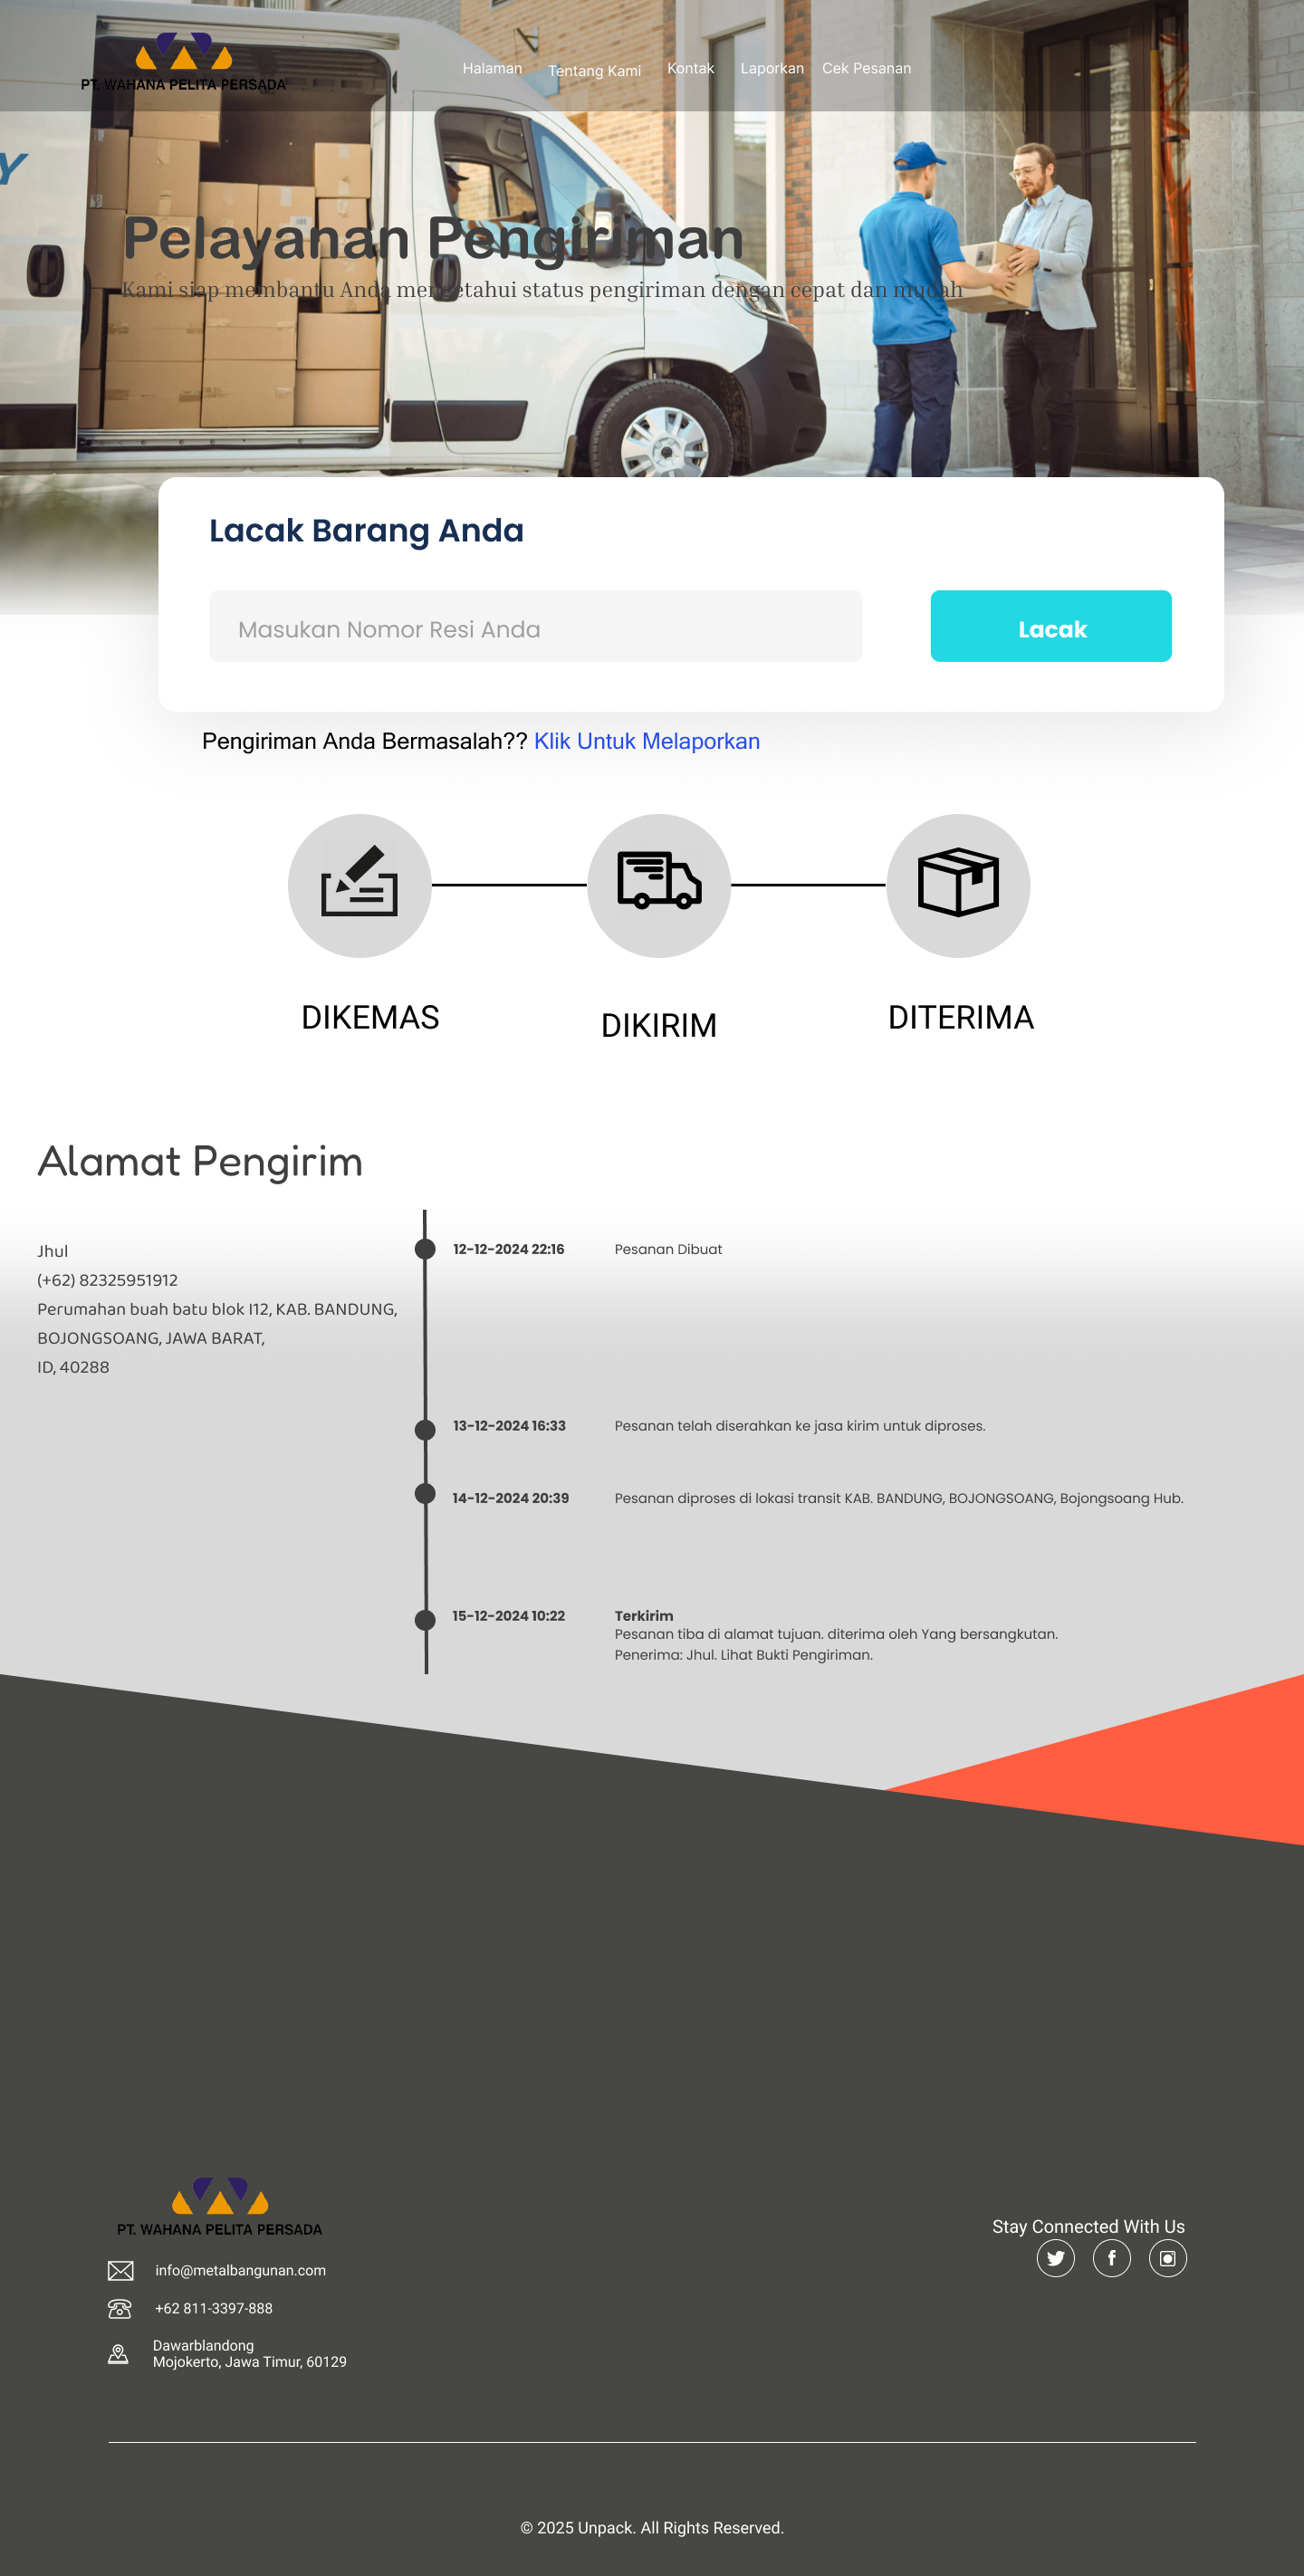 Y
PT. WAHANA PELITA PERSADA
Halaman Tentang Kami Kontak Laporkan Cek Pesanan
Pelayanan Pengiriman
Kami siap membantu Anda mengetahui status pengiriman dengan cepat dan mudah
Lacak Barang Anda
Masukan Nomor Resi Anda
Lacak
Pengiriman Anda Bermasalah?? Klik Untuk Melaporkan
DIKEMAS
DIKIRIM
DITERIMA
Alamat Pengirim
Jhul
(+62) 82325951912
Perumahan buah batu blok I12, KAB. BANDUNG,
BOJONGSOANG, JAWA BARAT,
ID, 40288
12-12-2024 22:16 Pesanan Dibuat
13-12-2024 16:33 Pesanan telah diserahkan ke jasa kirim untuk diproses.
14-12-2024 20:39 Pesanan diproses di lokasi transit KAB. BANDUNG, BOJONGSOANG, Bojongsoang Hub.
15-12-2024 10:22 Terkirim
Pesanan tiba di alamat tujuan. diterima oleh Yang bersangkutan.
Penerima: Jhul. Lihat Bukti Pengiriman.
PT. WAHANA PELITA PERSADA
info@metalbangunan.com
+62 811-3397-888
Dawarblandong
Mojokerto, Jawa Timur, 60129
Stay Connected With Us
© 2025 Unpack. All Rights Reserved.